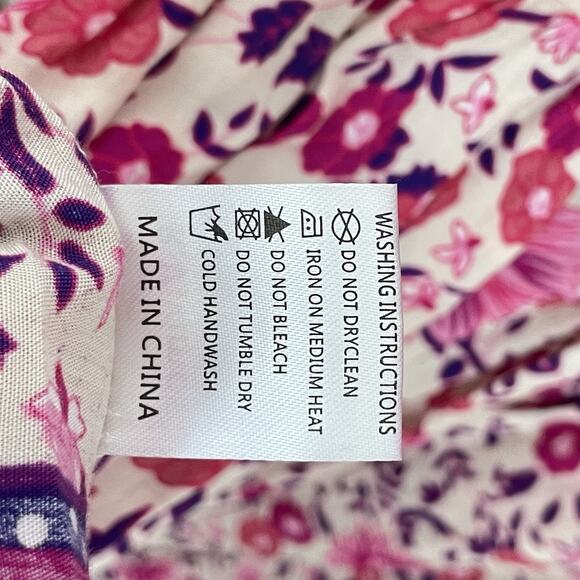 WASHING INSTRUCTIONS
DO NOT DRYCLEAN
IRON ON MEDIUM HEAT
DO NOT BLEACH
DO NOT TUMBLE DRY
COLD HANDWASH
MADE IN CHINA